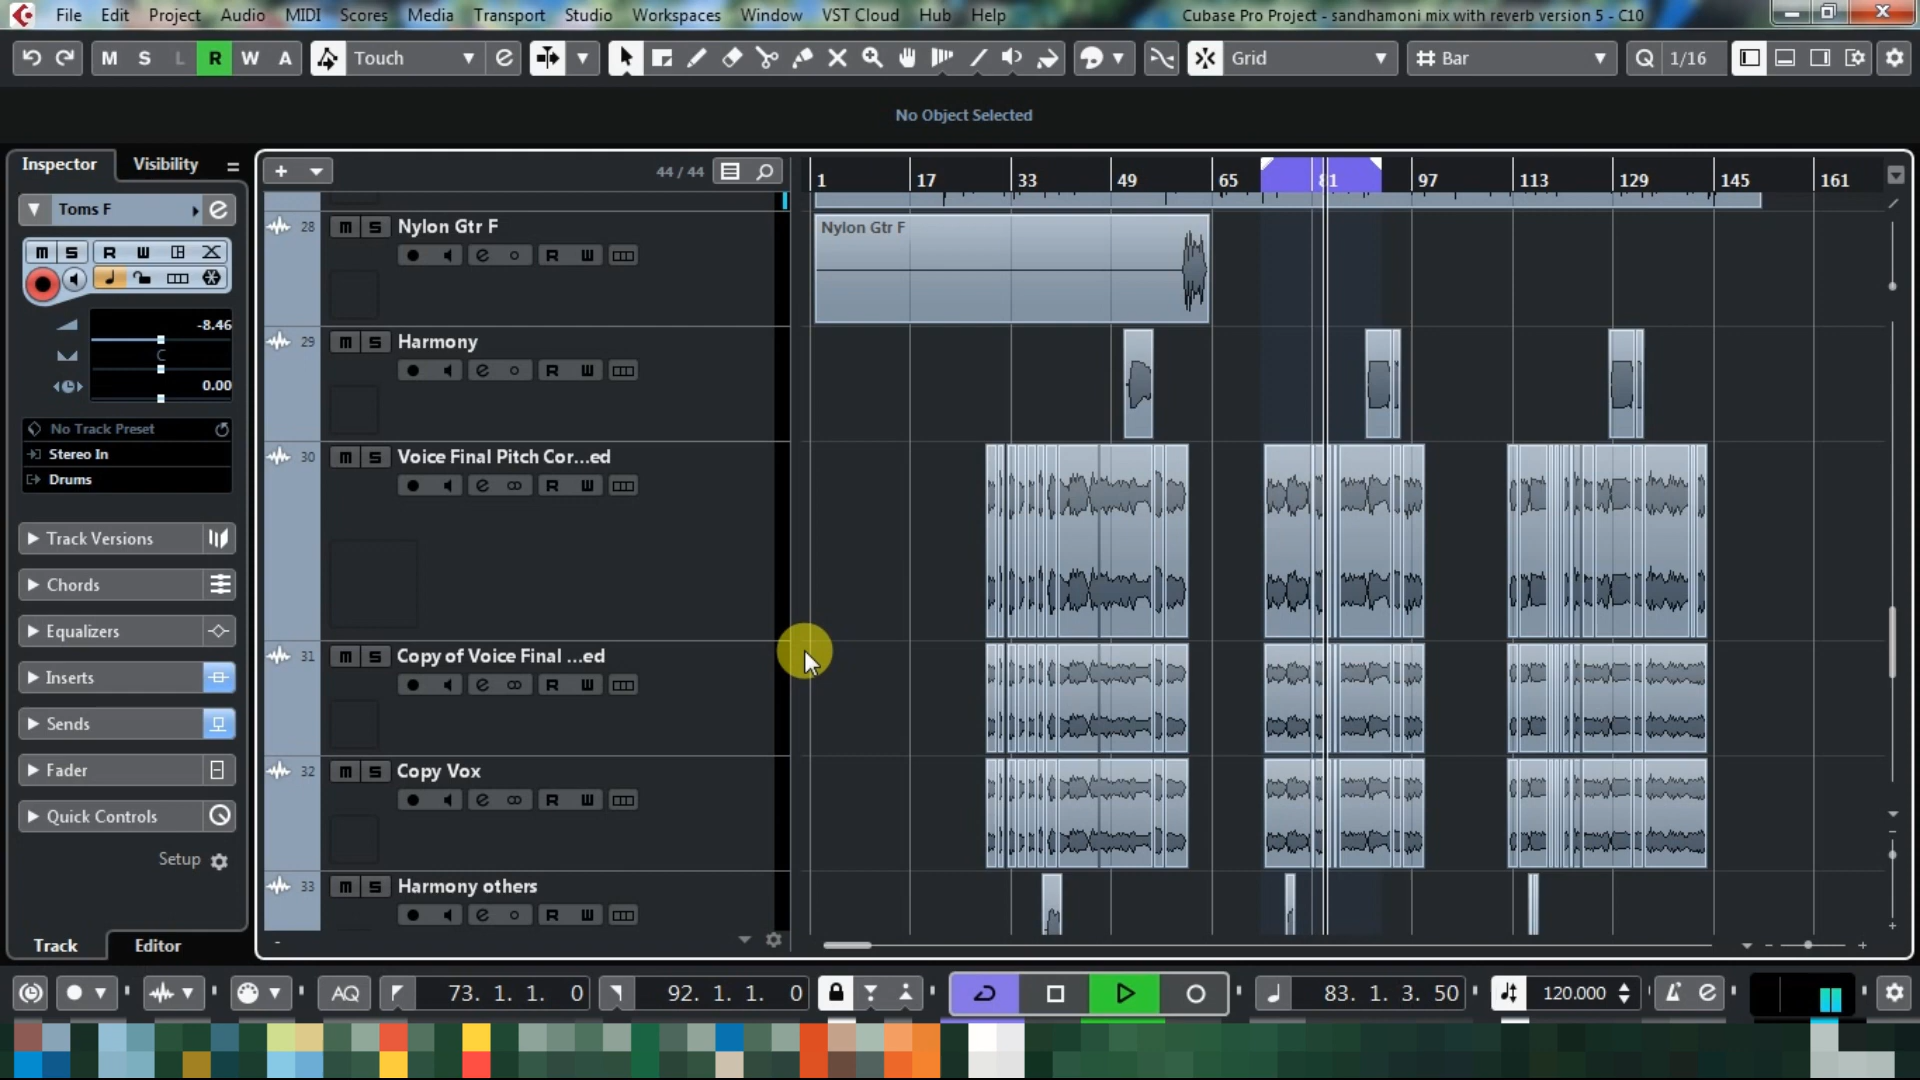 File Edit Project Audio MIDI Scores Media Transport Studio Workspaces Window VST Cloud Hub Help Cubase Pro Project - sandhamoni mix with reverb version 5 - C10
M S L R W A Touch Grid Bar Q 1/16
No Object Selected
Inspector Visibility
44 / 44
1 17 33 49 65 81 97 113 129 145 161
Toms F
M S R W
-8.46
C
0.00
No Track Preset
Stereo In
Drums
Track Versions
Chords
Equalizers
Inserts
Sends
Fader
Quick Controls
Setup
Track Editor
28 M S Nylon Gtr F
R W
Nylon Gtr F
29 M S Harmony
R W
30 M S Voice Final Pitch Cor...ed
R W
31 M S Copy of Voice Final ...ed
R W
32 M S Copy Vox
R W
33 M S Harmony others
R W
AQ 73. 1. 1. 0 92. 1. 1. 0 83. 1. 3. 50 120.000